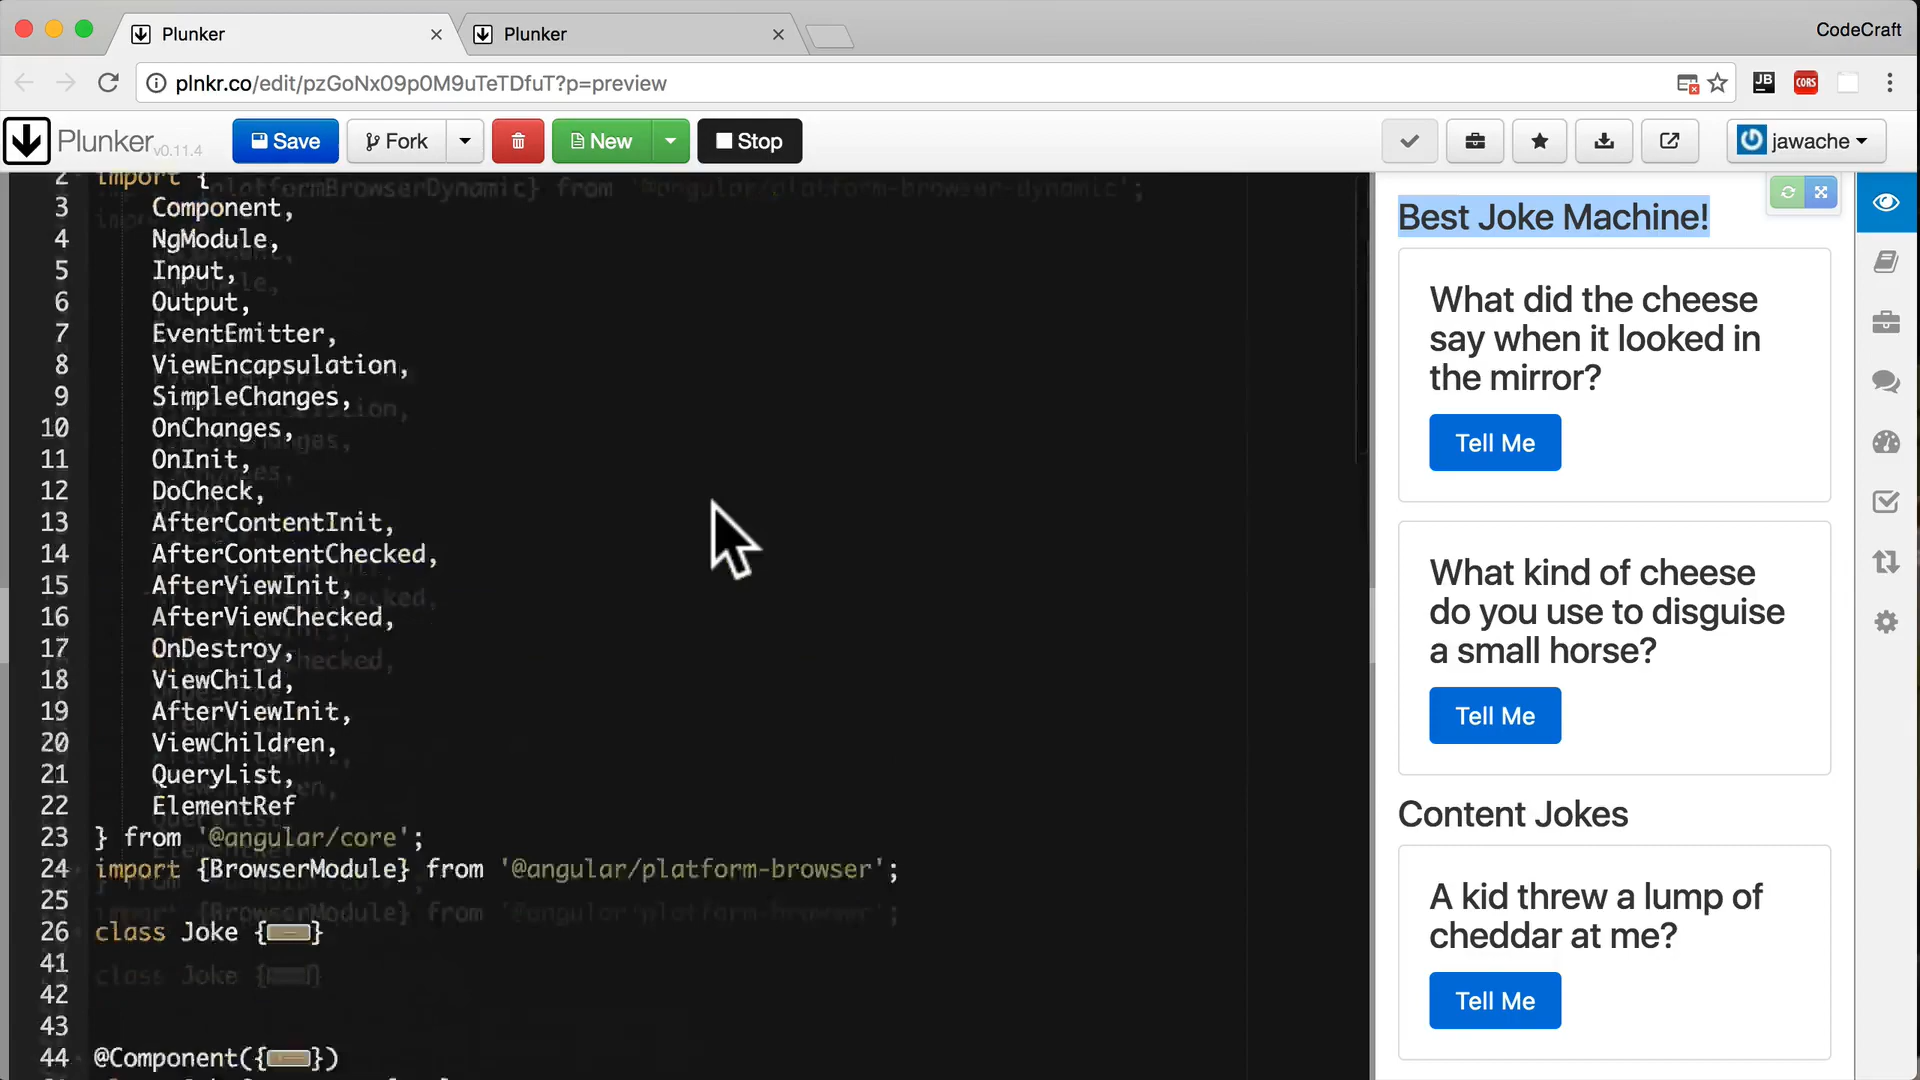 CodeCraft
Plunker
Plunker
plnkr.co/edit/pzGoNx09p0M9uTeTDfuT?p=preview
JB
CORS
Plunker v0.11.4
Save
Fork
New
Stop
jawache
2 import {
3 Component,
4 NgModule,
5 Input,
6 Output,
7 EventEmitter,
8 ViewEncapsulation,
9 SimpleChanges,
10 OnChanges,
11 OnInit,
12 DoCheck,
13 AfterContentInit,
14 AfterContentChecked,
15 AfterViewInit,
16 AfterViewChecked,
17 OnDestroy,
18 ViewChild,
19 AfterViewInit,
20 ViewChildren,
21 QueryList,
22 ElementRef
23 } from '@angular/core';
24 import {BrowserModule} from '@angular/platform-browser';
25
26 class Joke {}
41
42
43
44 @Component({})
Best Joke Machine!
What did the cheese
say when it looked in
the mirror?
Tell Me
What kind of cheese
do you use to disguise
a small horse?
Tell Me
Content Jokes
A kid threw a lump of
cheddar at me?
Tell Me